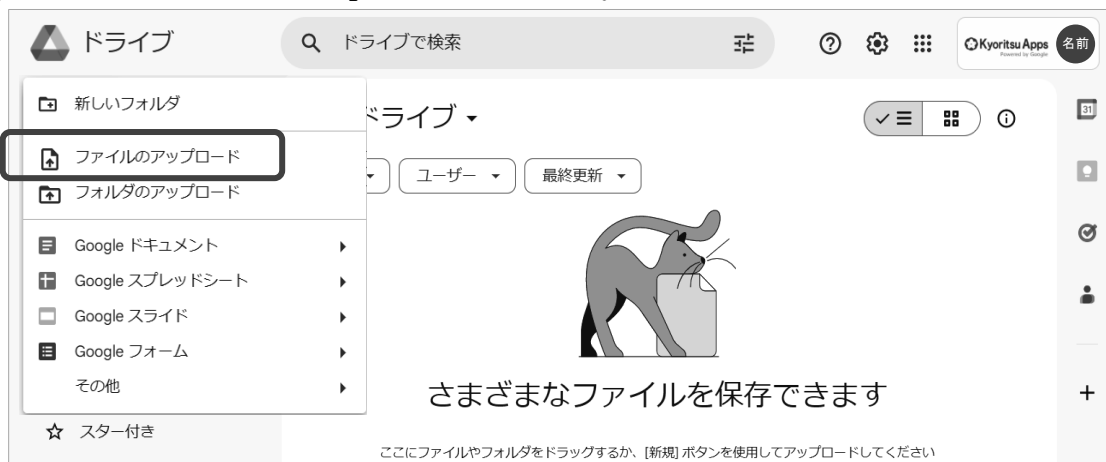 ドライブ
ドライブで検索
Kyoritsu Apps
Powered by Google
名前
新しいフォルダ
ファイルのアップロード
フォルダのアップロード
Google ドキュメント
Google スプレッドシート
Google スライド
Google フォーム
その他
スター付き
ドライブ
ユーザー
最終更新
31
さまざまなファイルを保存できます
ここにファイルやフォルダをドラッグするか、[新規] ボタンを使用してアップロードしてください